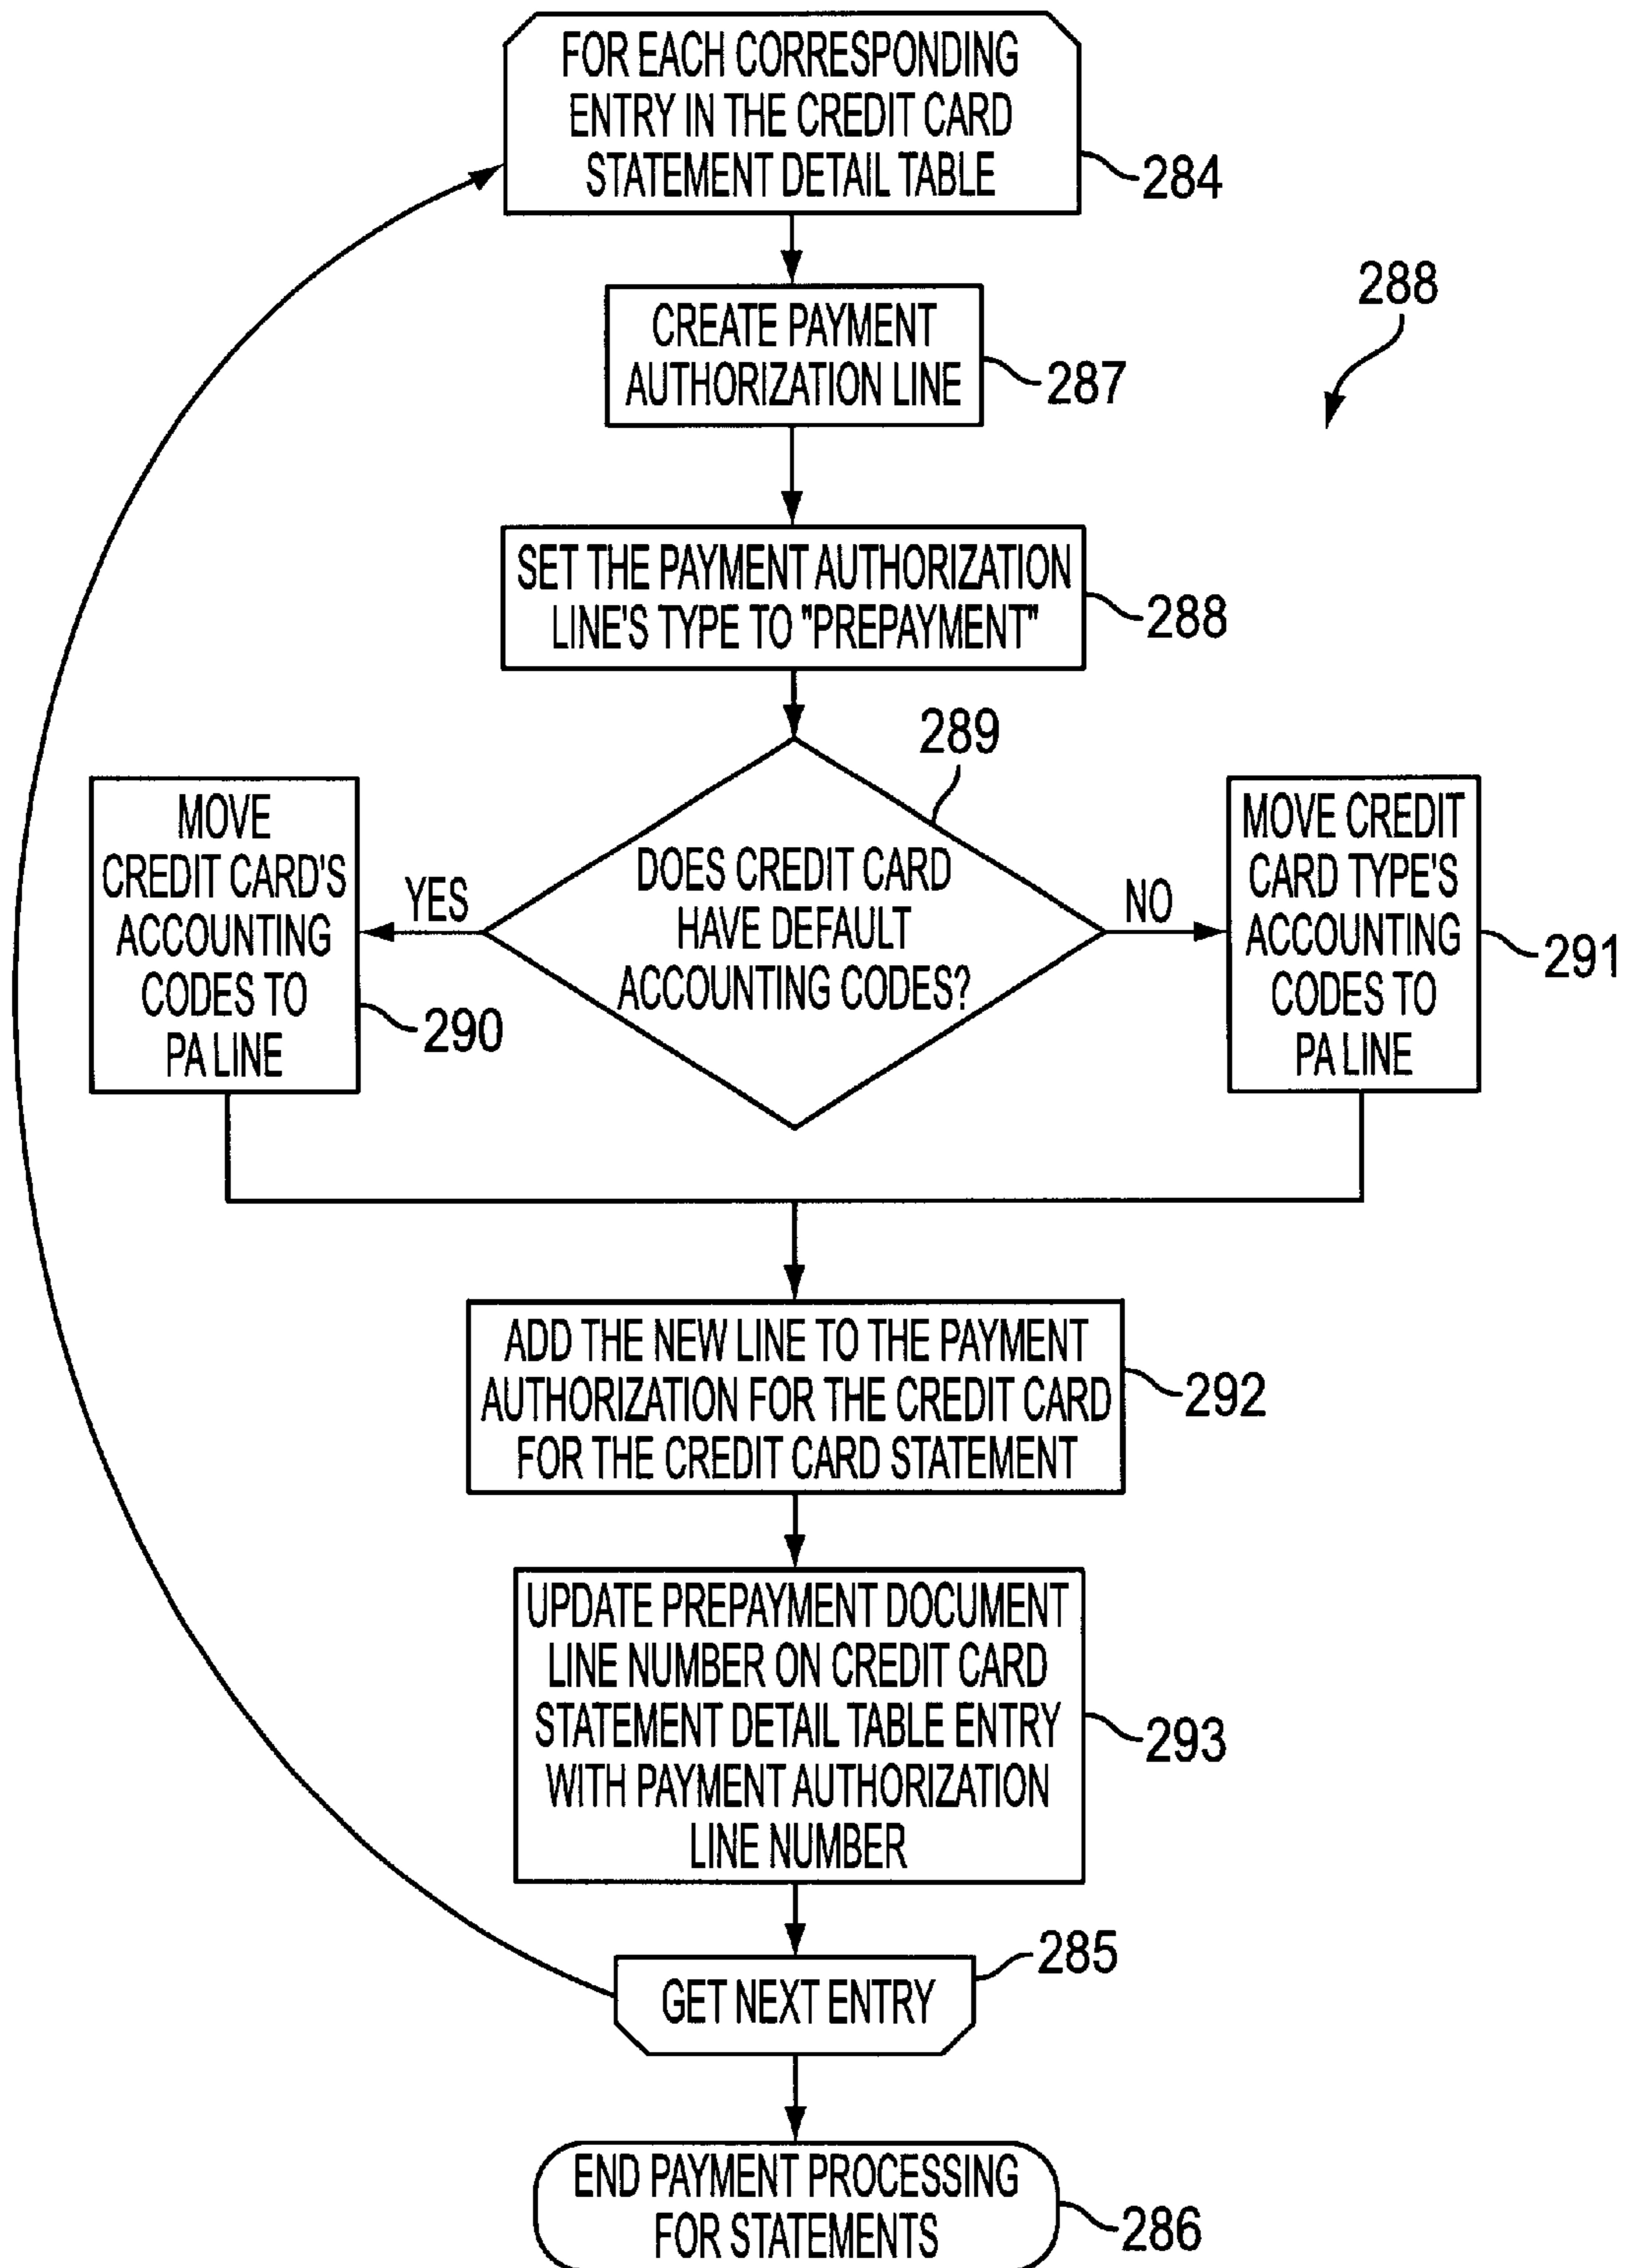 FOR EACH CORRESPONDING
ENTRY IN THE CREDIT CARD
STATEMENT DETAIL TABLE
284
288
CREATE PAYMENT
AUTHORIZATION LINE
287
SET THE PAYMENT AUTHORIZATION
LINE'S TYPE TO "PREPAYMENT"
288
289
MOVE
CREDIT CARD'S
ACCOUNTING
CODES TO
PA LINE
290
YES
DOES CREDIT CARD
HAVE DEFAULT
ACCOUNTING CODES?
NO
MOVE CREDIT
CARD TYPE'S
ACCOUNTING
CODES TO
PA LINE
291
ADD THE NEW LINE TO THE PAYMENT
AUTHORIZATION FOR THE CREDIT CARD
FOR THE CREDIT CARD STATEMENT
292
UPDATE PREPAYMENT DOCUMENT
LINE NUMBER ON CREDIT CARD
STATEMENT DETAIL TABLE ENTRY
WITH PAYMENT AUTHORIZATION
LINE NUMBER
293
GET NEXT ENTRY
285
END PAYMENT PROCESSING
FOR STATEMENTS
286